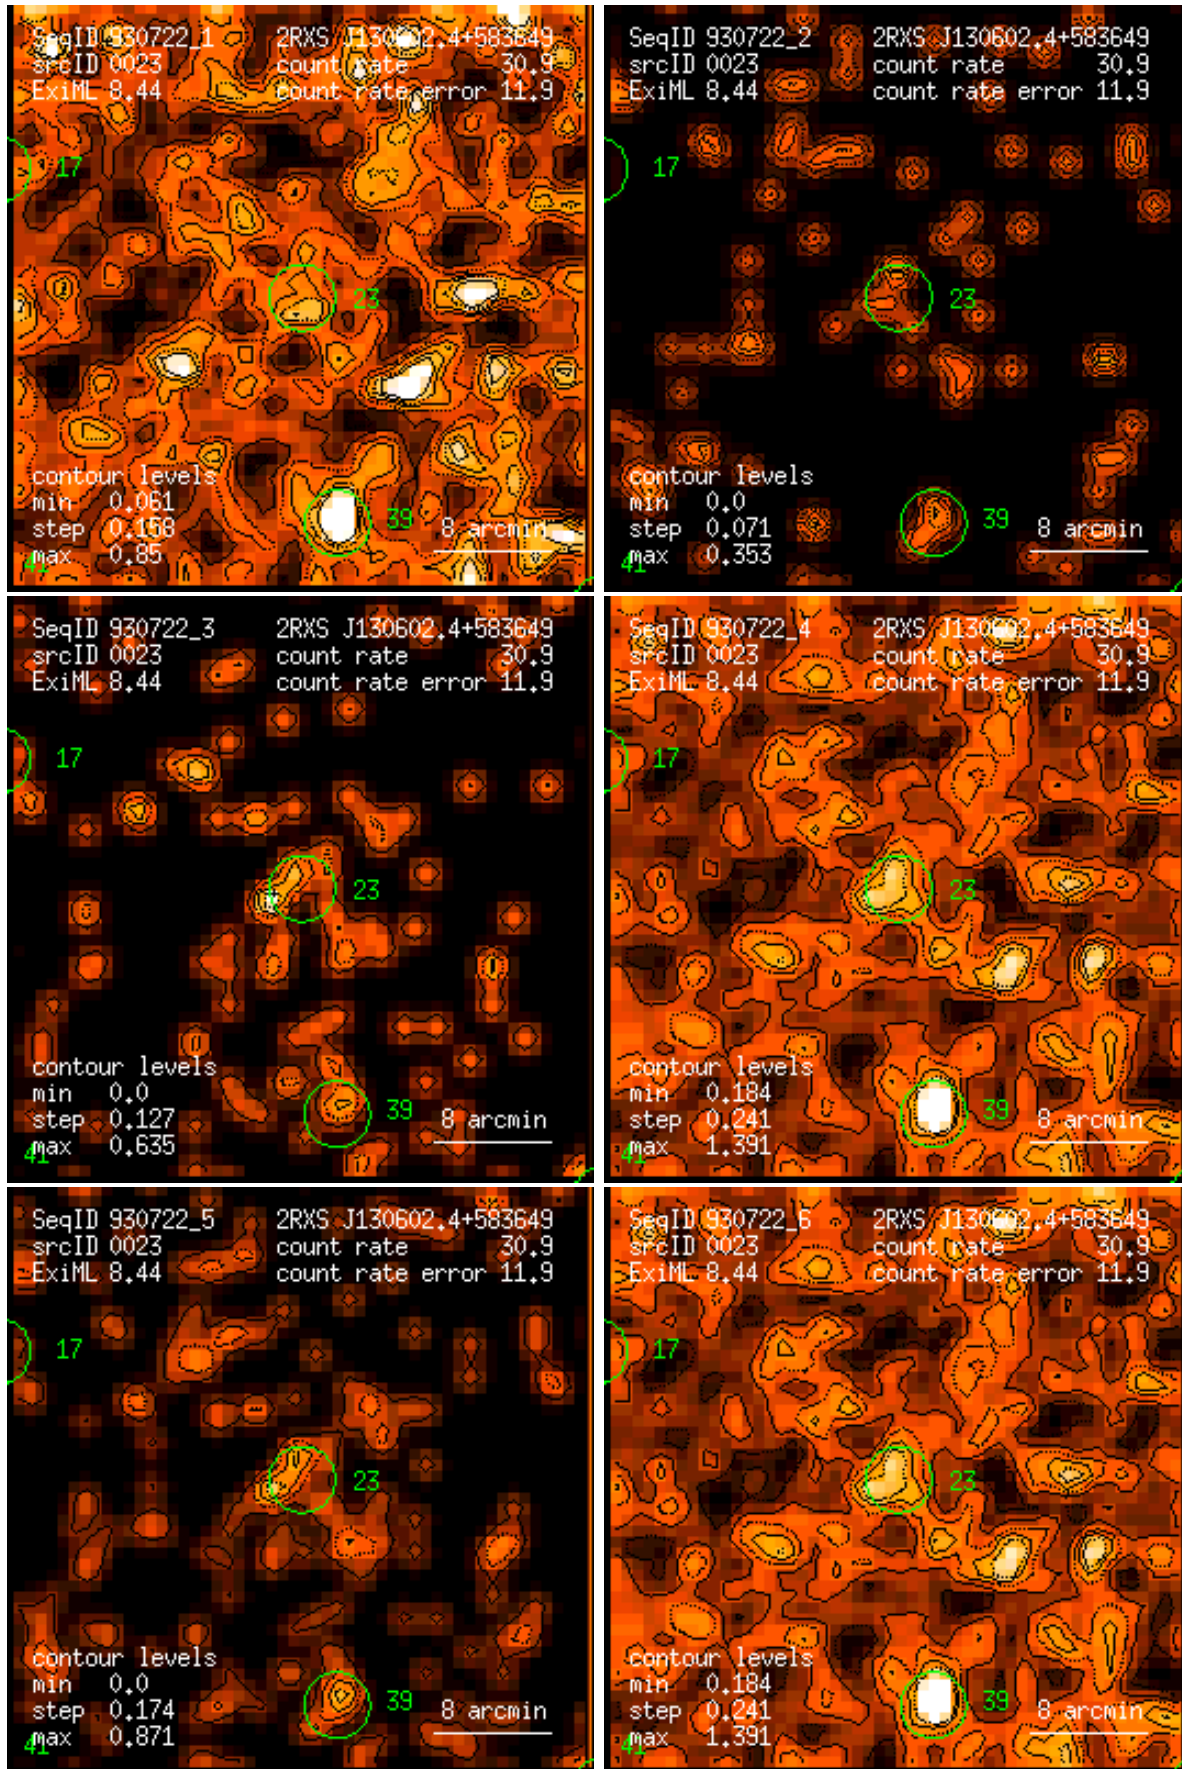 SeqID 930722_1 2RXS J130602.4+583649
srcID 0023 count rate 30.9
ExiML 8.44 count rate error 11.9
17
23
contour levels
min 0.061
step 0.158 39 8 arcmin
max 0.85
41
SeqID 930722_2 2RXS J130602.4+583649
srcID 0023 count rate 30.9
ExiML 8.44 count rate error 11.9
17
23
contour levels
min 0.0
step 0.071 39 8 arcmin
max 0.353
41
SeqID 930722_3 2RXS J130602.4+583649
srcID 0023 count rate 30.9
ExiML 8.44 count rate error 11.9
17
23
contour levels
min 0.0
step 0.127 39 8 arcmin
max 0.635
41
SeqID 930722_4 2RXS J130602.4+583649
srcID 0023 count rate 30.9
ExiML 8.44 count rate error 11.9
17
23
contour levels
min 0.184
step 0.241 39 8 arcmin
max 1.391
41
SeqID 930722_5 2RXS J130602.4+583649
srcID 0023 count rate 30.9
ExiML 8.44 count rate error 11.9
17
23
contour levels
min 0.0
step 0.174 39 8 arcmin
max 0.871
41
SeqID 930722_6 2RXS J130602.4+583649
srcID 0023 count rate 30.9
ExiML 8.44 count rate error 11.9
17
23
contour levels
min 0.184
step 0.241 39 8 arcmin
max 1.391
41